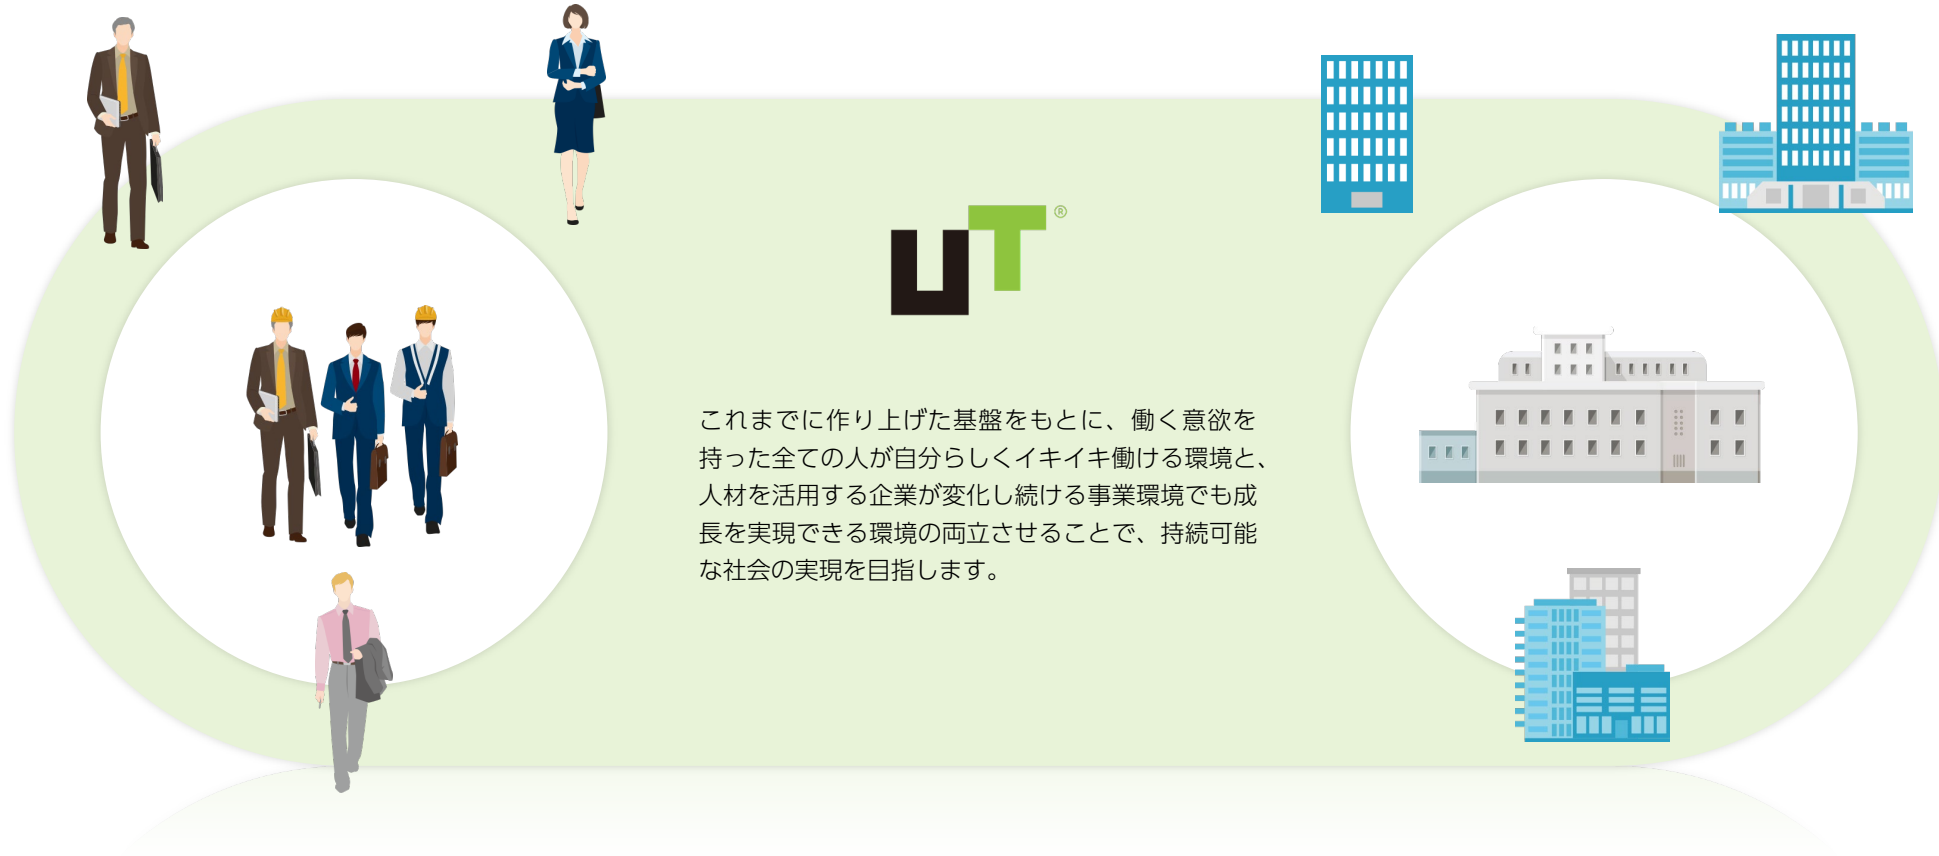 uT®
これまでに作り上げた基盤をもとに、働く意欲を
持った全ての人が自分らしくイキイキ働ける環境と、
人材を活用する企業が変化し続ける事業環境でも成
長を実現できる環境の両立させることで、持続可能
な社会の実現を目指します。